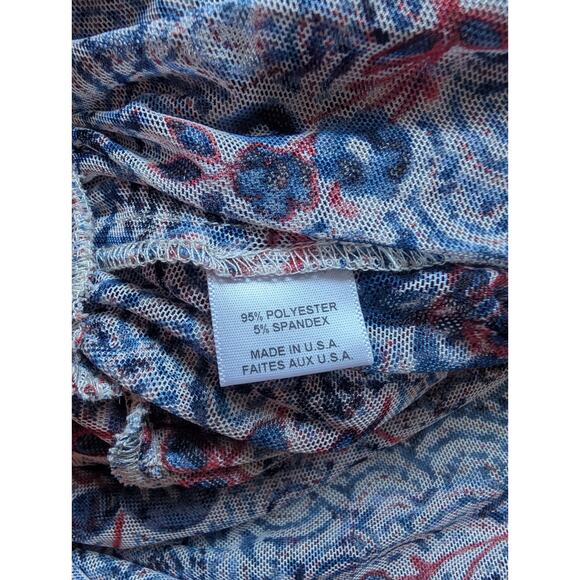 95% POLYESTER
5% SPANDEX
MADE IN U.S.A.
FAITES AUX U.S.A.